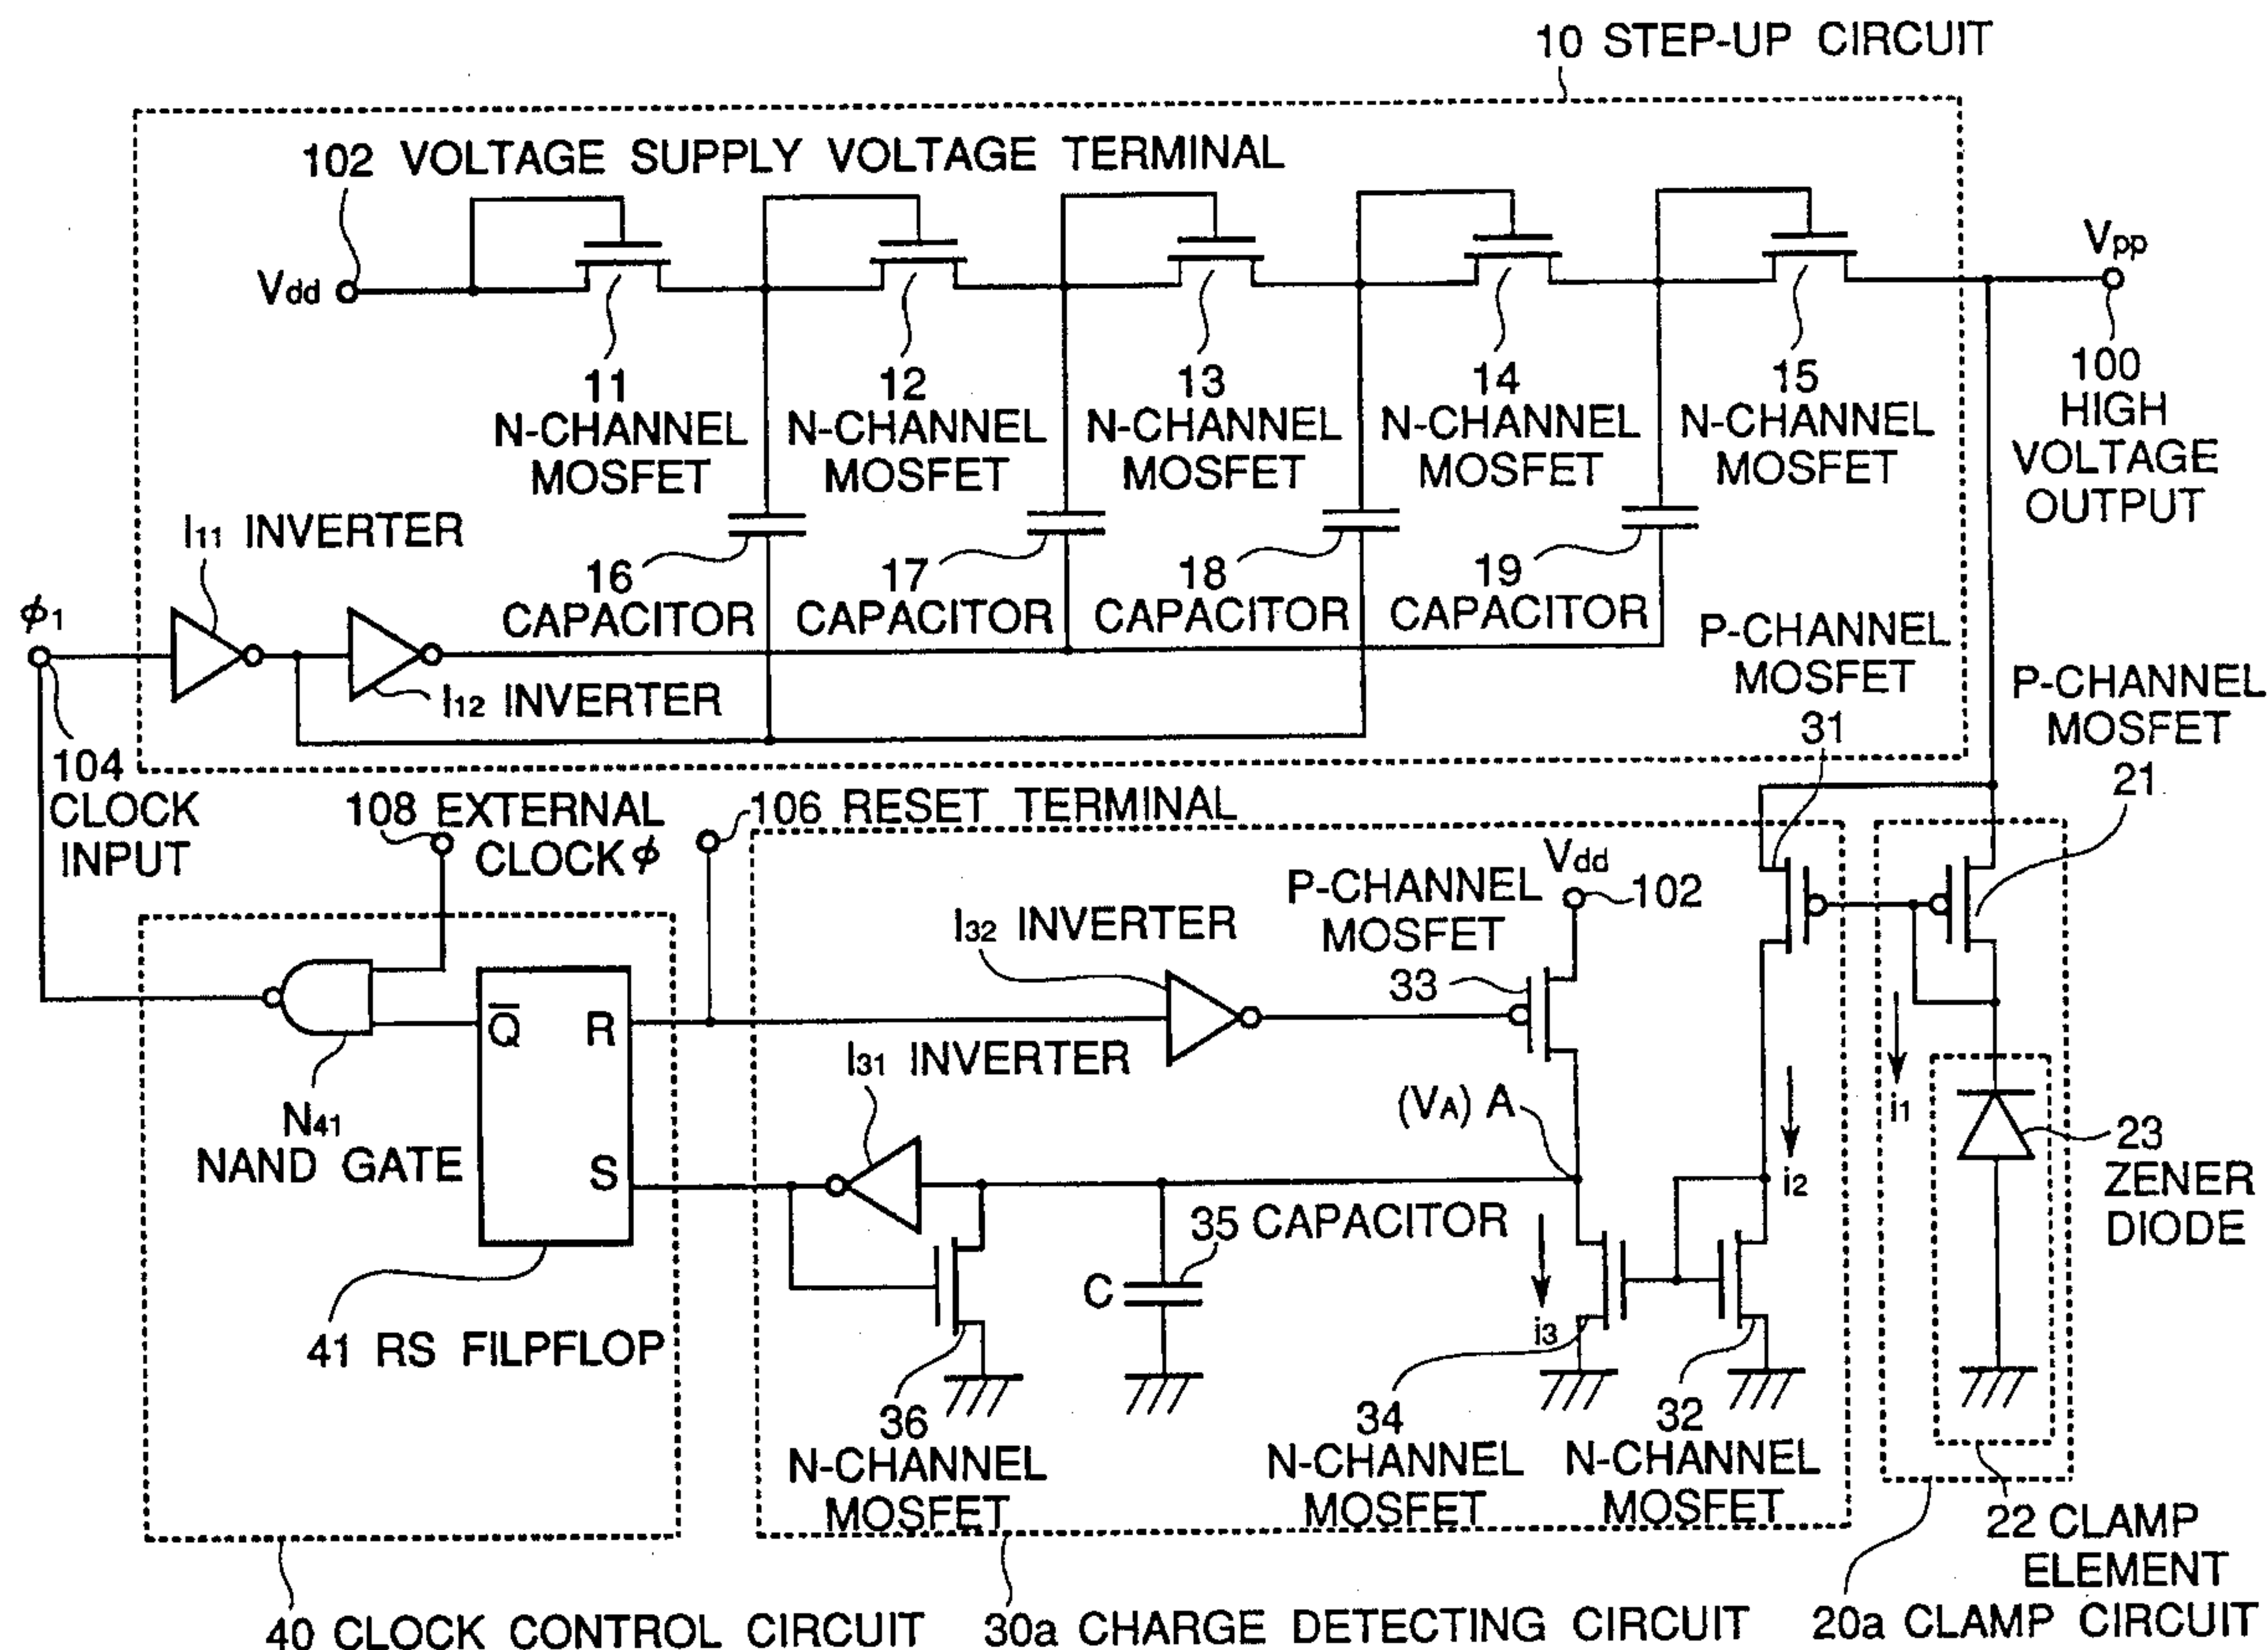 10 STEP-UP CIRCUIT
102 VOLTAGE SUPPLY VOLTAGE TERMINAL
Vdd
Vpp
100
HIGH
VOLTAGE
OUTPUT
11
N-CHANNEL
MOSFET
12
N-CHANNEL
MOSFET
13
N-CHANNEL
MOSFET
14
N-CHANNEL
MOSFET
15
N-CHANNEL
MOSFET
I11 INVERTER
16
CAPACITOR
17
CAPACITOR
18
CAPACITOR
19
CAPACITOR
ϕ1
I12 INVERTER
P-CHANNEL
MOSFET
31
P-CHANNEL
MOSFET
21
104
CLOCK
INPUT
108 EXTERNAL
CLOCK ϕ
106 RESET TERMINAL
Vdd
102
P-CHANNEL
MOSFET
33
I32 INVERTER
Q̅
R
S
I31 INVERTER
N41
NAND GATE
(VA) A
i1
i2
i3
23
ZENER
DIODE
35 CAPACITOR
C
41 RS FILPFLOP
36
N-CHANNEL
MOSFET
34
N-CHANNEL
MOSFET
32
N-CHANNEL
MOSFET
22 CLAMP
ELEMENT
40 CLOCK CONTROL CIRCUIT
30a CHARGE DETECTING CIRCUIT
20a CLAMP CIRCUIT